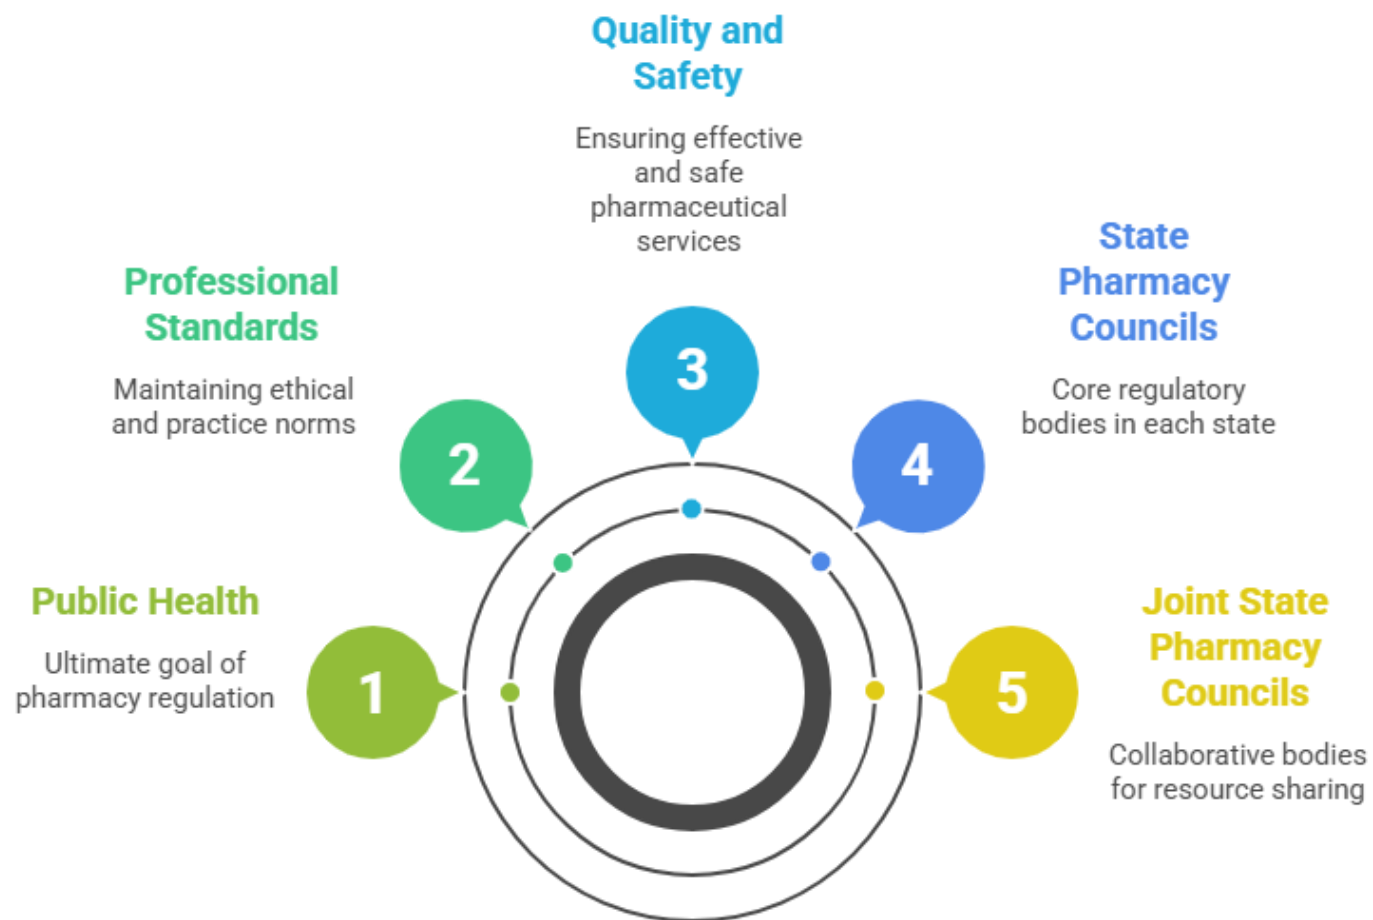 Quality and
Safety
Ensuring effective
and safe
pharmaceutical
services
State
Pharmacy
Councils
Core regulatory
bodies in each state
Professional
Standards
Maintaining ethical
and practice norms
3
2
4
Public Health
Ultimate goal of
pharmacy regulation
1
5
Joint State
Pharmacy
Councils
Collaborative bodies
for resource sharing